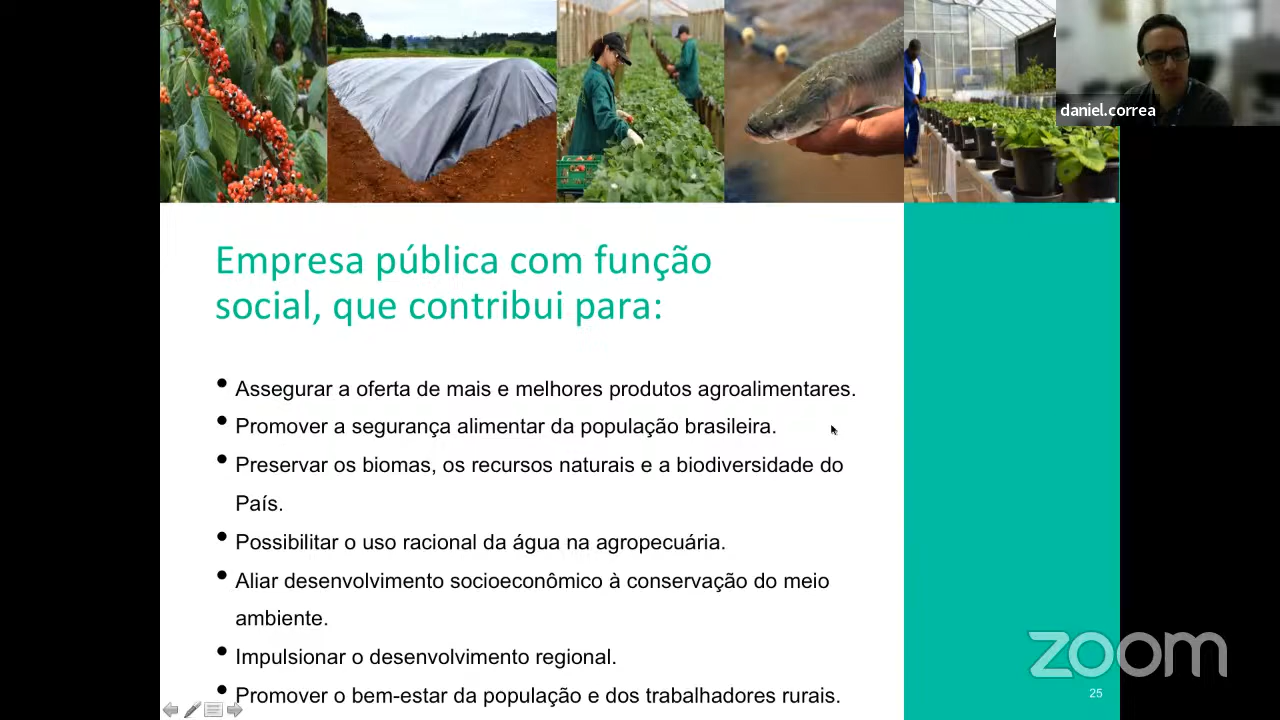 daniel.correa
Empresa pública com função
social, que contribui para:
• Assegurar a oferta de mais e melhores produtos agroalimentares.
• Promover a segurança alimentar da população brasileira.
• Preservar os biomas, os recursos naturais e a biodiversidade do
País.
• Possibilitar o uso racional da água na agropecuária.
• Aliar desenvolvimento socioeconômico à conservação do meio
ambiente.
• Impulsionar o desenvolvimento regional.
• Promover o bem-estar da população e dos trabalhadores rurais.
zoom
25